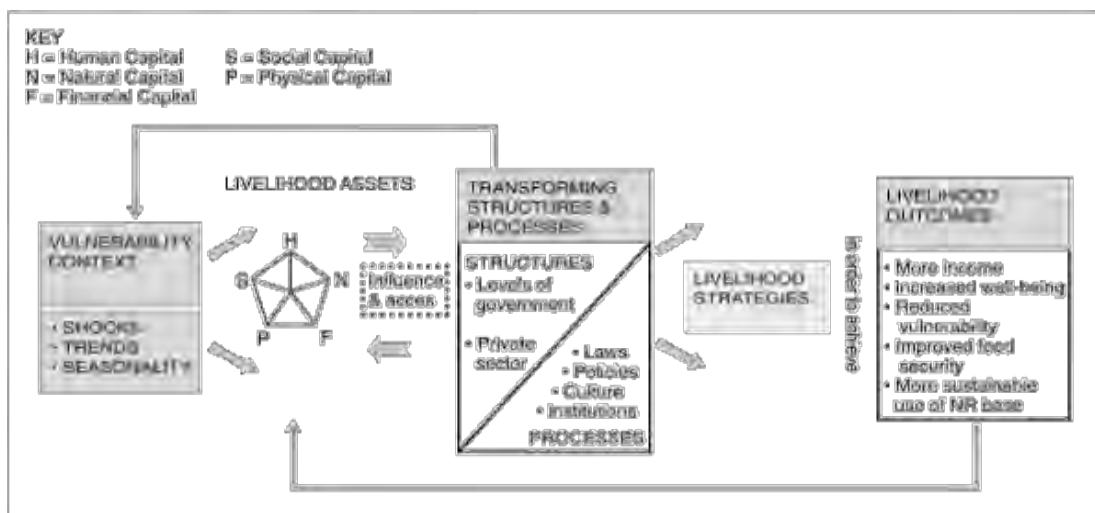 KEY
H = Human Capital
S = Social Capital
N = Natural Capital
P = Physical Capital
F = Financial Capital
LIVELIHOOD ASSETS
VULNERABILITY
CONTEXT
• SHOCKS
• TRENDS
• SEASONALITY
H
S
N
P
F
Influence
& acces
TRANSFORMING
STRUCTURES &
PROCESSES
STRUCTURES
• Levels of
government
• Private
sector
• Laws
• Policies
• Culture
• Institutions
PROCESSES
LIVELIHOOD
STRATEGIES
In order to achieve
LIVELIHOOD
OUTCOMES
• More income
• Increased well-being
• Reduced
vulnerability
• Improved food
security
• More sustainable
use of NR base